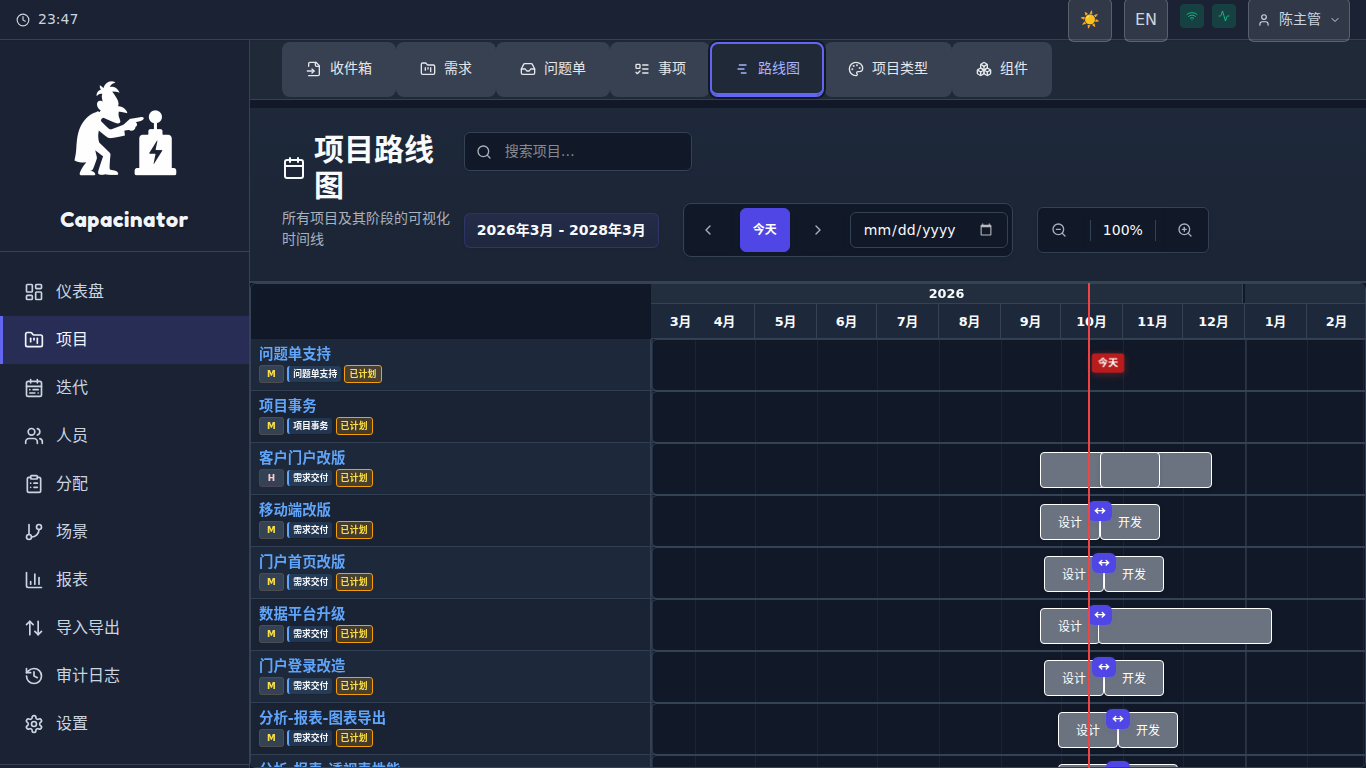 23:47
EN
陈主管
Capacinator
仪表盘
项目
迭代
人员
分配
场景
报表
导入导出
审计日志
设置
收件箱
需求
问题单
事项
路线图
项目类型
组件
项目路线图
搜索项目...
所有项目及其阶段的可视化时间线
2026年3月 - 2028年3月
今天
mm/dd/yyyy
100%
2026
3月 4月 5月 6月 7月 8月 9月 10月 11月 12月 1月 2月
今天
问题单支持
M 问题单支持 已计划
项目事务
M 项目事务 已计划
客户门户改版
H 需求交付 已计划
移动端改版
M 需求交付 已计划
设计 开发
门户首页改版
M 需求交付 已计划
设计 开发
数据平台升级
M 需求交付 已计划
设计
门户登录改造
M 需求交付 已计划
设计 开发
分析-报表-图表导出
M 需求交付 已计划
设计 开发